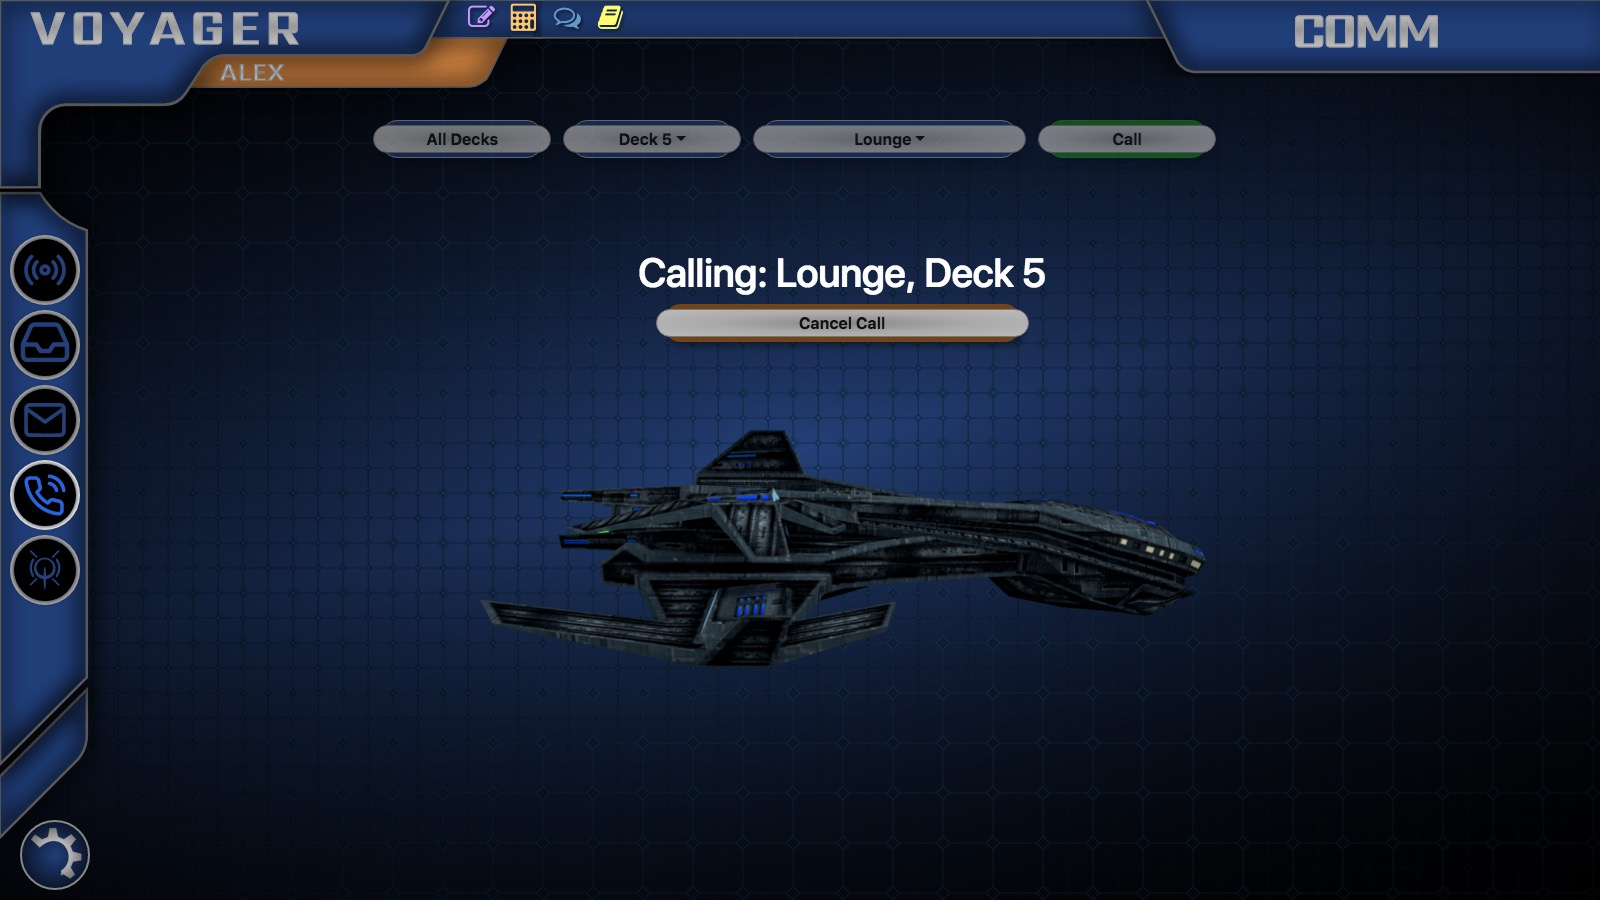 VOYAGER
COMM
ALEX
All Decks
Deck 5
Lounge
Call
Calling: Lounge, Deck 5
Cancel Call